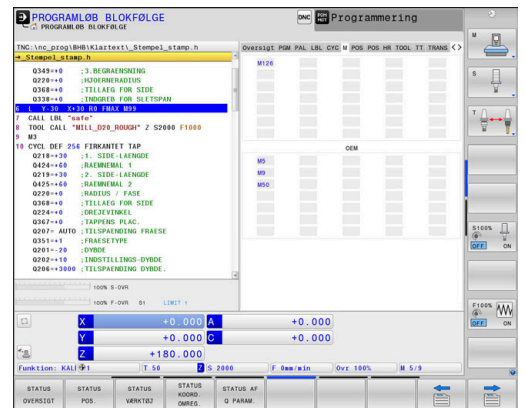 PROGRAMLØB BLOKFØLGE
PROGRAMLØB BLOKFØLGE
DNC
Programmering
TNC:\nc_prog\BHB\Klartext\_Stempel_stamp.h
→_Stempel_stamp.h
Q349=+0 ;3.BEGRAENSNING
Q220=+0 ;HJOERNERADIUS
Q368=+0 ;TILLAEG FOR SIDE
Q338=+0 ;INDGREB FOR SLETSPAN
6 L Y-30 X+30 R0 FMAX M99
7 CALL LBL "safe"
8 TOOL CALL "MILL_D20_ROUGH" Z S2000 F1000
9 M3
10 CYCL DEF 256 FIRKANTET TAP
Q218=+30 ;1. SIDE-LAENGDE
Q424=+60 ;RAEMNEMAL 1
Q219=+30 ;2. SIDE-LAENGDE
Q425=+60 ;RAEMNEMAL 2
Q220=+0 ;RADIUS / FASE
Q368=+0 ;TILLAEG FOR SIDE
Q224=+0 ;DREJEVINKEL
Q367=+0 ;TAPPENS PLAC.
Q207= AUTO ;TILSPAENDING FRAESE
Q351=+1 ;FRAESETYPE
Q201=-20 ;DYBDE
Q202=+10 ;INDSTILLINGS-DYBDE
Q206=+3000 ;TILSPAENDING DYBDE.
Oversigt PGM PAL LBL CYC M POS POS HR TOOL TT TRANS
M126
OEM
M5
M9
M50
100% S-OVR
100% F-OVR S1 LIMIT 1
X +0.000 A +0.000
Y +0.000 C +0.000
Z +180.000
Funktion: KALI 1 T 50 Z S 2000 F 0mm/min Ovr 100% M 5/9
M
S
T
S100%
OFF ON
F100%
OFF ON
STATUS OVERSIGT
STATUS POS.
STATUS VÆRKTØJ
STATUS KOORD. OMREG.
STATUS AF Q PARAM.